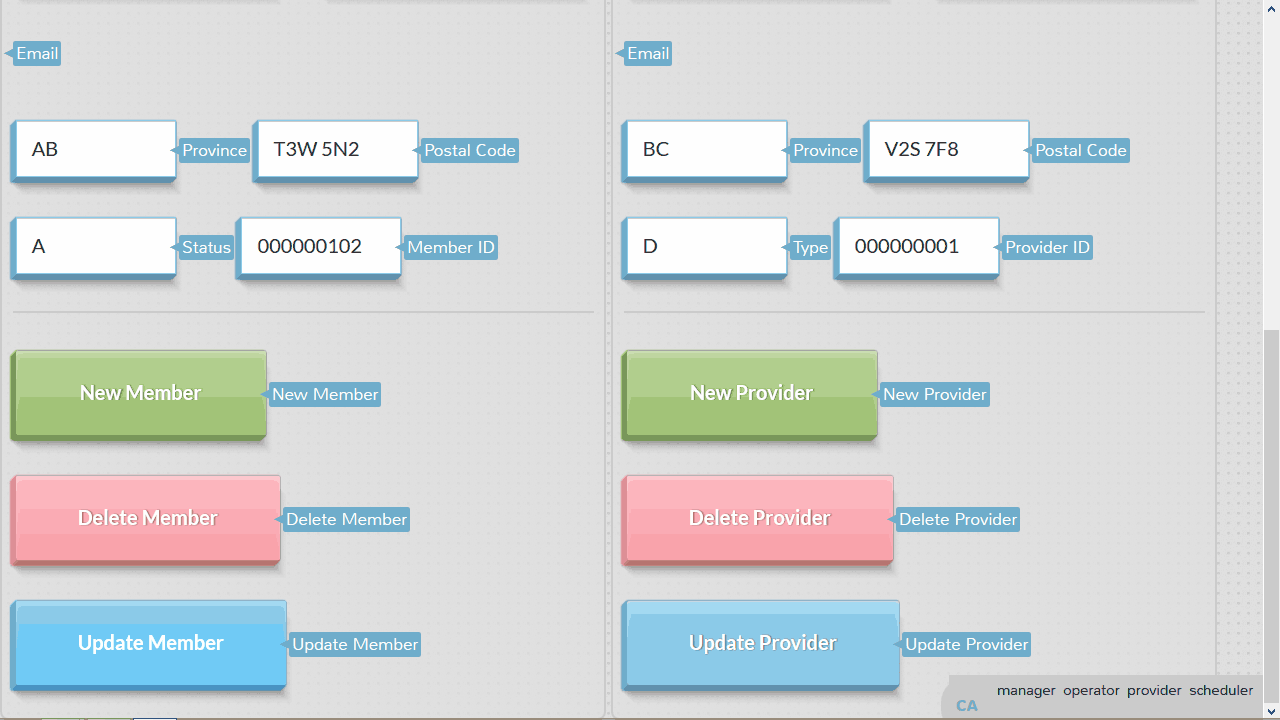 Email Email
AB Province T3W 5N2 Postal Code BC Province V2S 7F8 Postal Code
A Status 000000102 Member ID D Type 000000001 Provider ID
New Member New Member New Provider New Provider
Delete Member Delete Member Delete Provider Delete Provider
Update Member Update Member Update Provider Update Provider
manager operator provider scheduler
CA